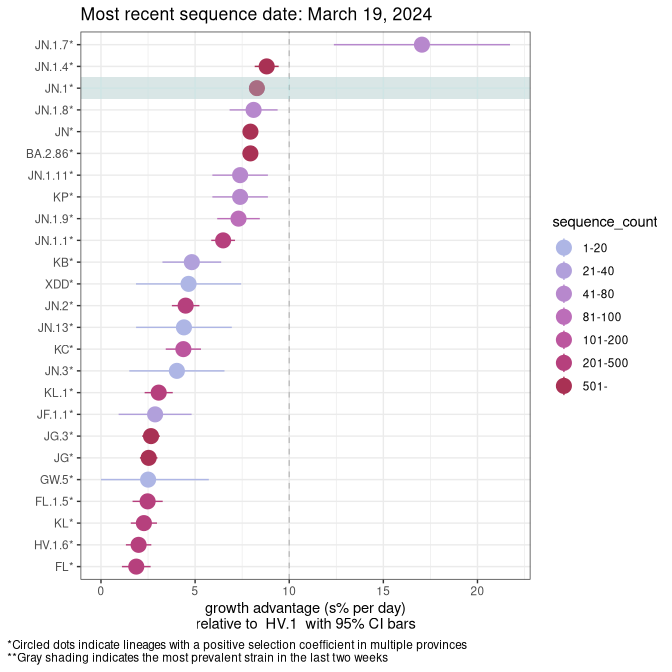 Most recent sequence date: March 19, 2024
JN.1.7*
JN.1.4*
JN.1*
JN.1.8*
JN*
BA.2.86*
JN.1.11*
KP*
JN.1.9*
JN.1.1*
KB*
XDD*
JN.2*
JN.13*
KC*
JN.3*
KL.1*
JF.1.1*
JG.3*
JG*
GW.5*
FL.1.5*
KL*
HV.1.6*
FL*
0 5 10 15 20
growth advantage (s% per day)
relative to HV.1 with 95% CI bars
sequence_count
1-20
21-40
41-80
81-100
101-200
201-500
501-
*Circled dots indicate lineages with a positive selection coefficient in multiple provinces
**Gray shading indicates the most prevalent strain in the last two weeks